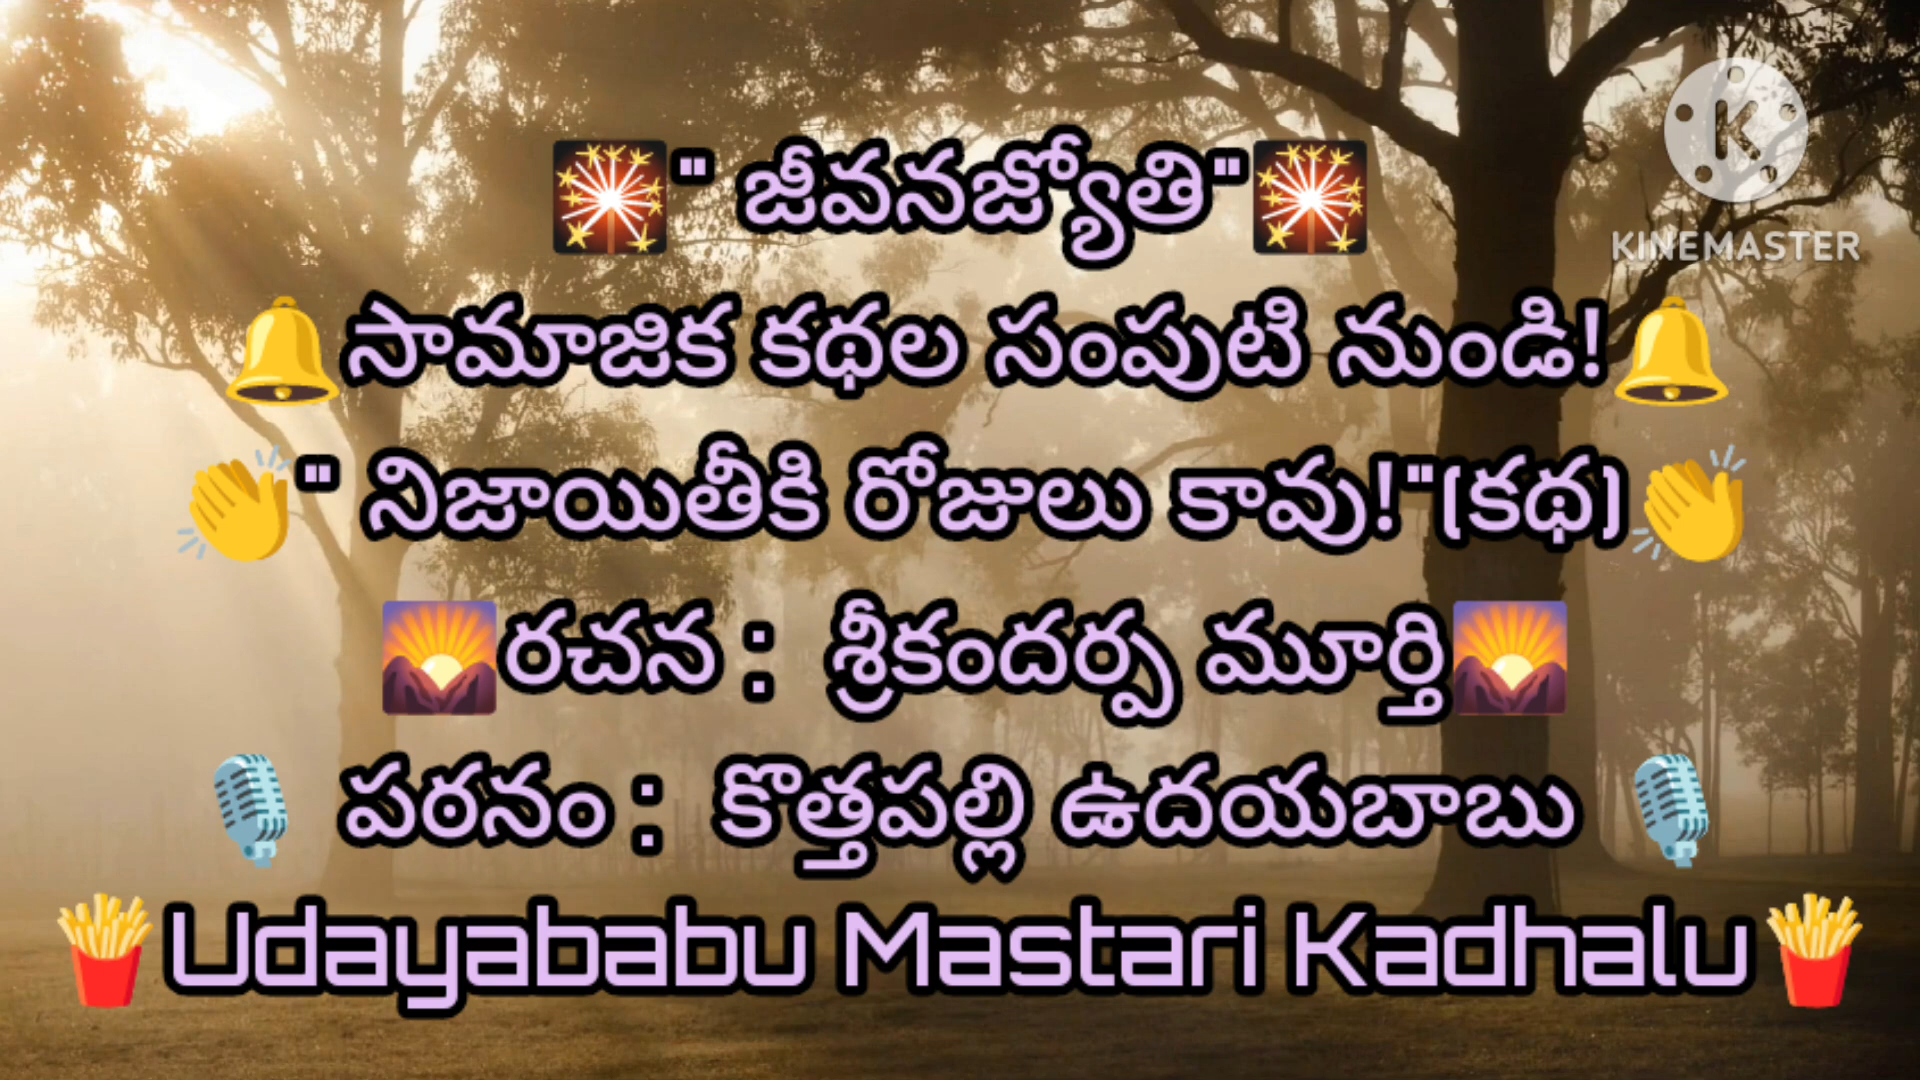 🎇" జీవనజ్యోతి"🎇
KINEMASTER
🔔సామాజిక కథల సంపుటి నుండి!🔔
👏" నిజాయితీకి రోజులు కావు!"(కథ)👏
🌄రచన : శ్రీకందర్ప మూర్తి🌄
🎙️ పఠనం : కొత్తపల్లి ఉదయబాబు 🎙️
🍟Udayababu Mastari Kadhalu🍟